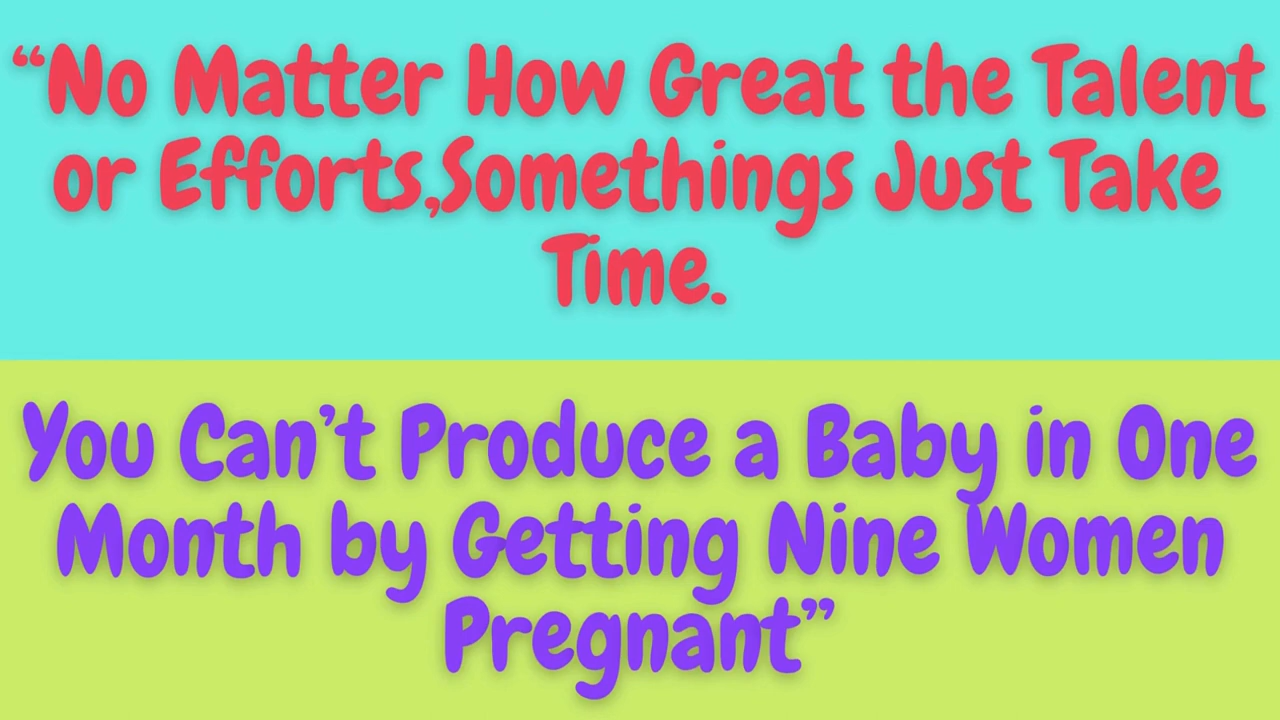 “No Matter How Great the Talent
or Efforts,Somethings Just Take
Time.
You Can’t Produce a Baby in One
Month by Getting Nine Women
Pregnant”